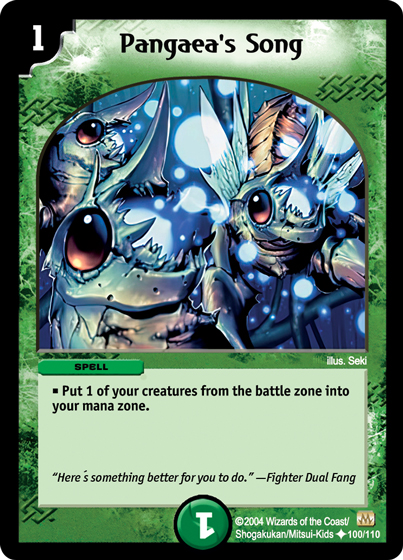 1
Pangaea's Song
illus. Seki
SPELL
▪ Put 1 of your creatures from the battle zone into
your mana zone.
"Here´s something better for you to do." —Fighter Dual Fang
1
©2004 Wizards of the Coast/
Shogakukan/Mitsui-Kids ✦ 100/110